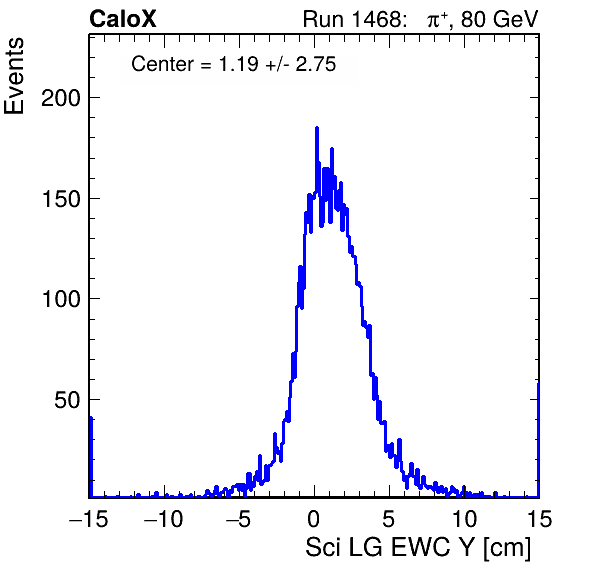 CaloX
Run 1468: π+, 80 GeV
Center = 1.19 +/- 2.75
Events
200
150
100
50
−15 −10 −5 0 5 10 15
Sci LG EWC Y [cm]